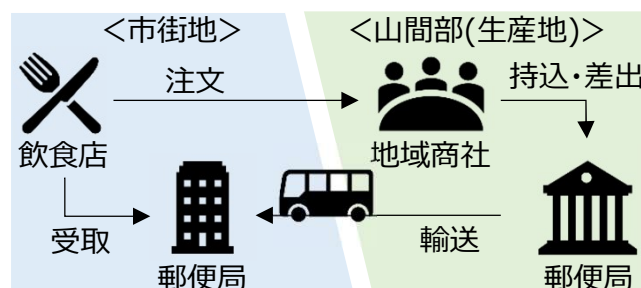 <市街地>
<山間部(生産地)>
注文
持込・差出
飲食店
地域商社
受取
輸送
郵便局
郵便局